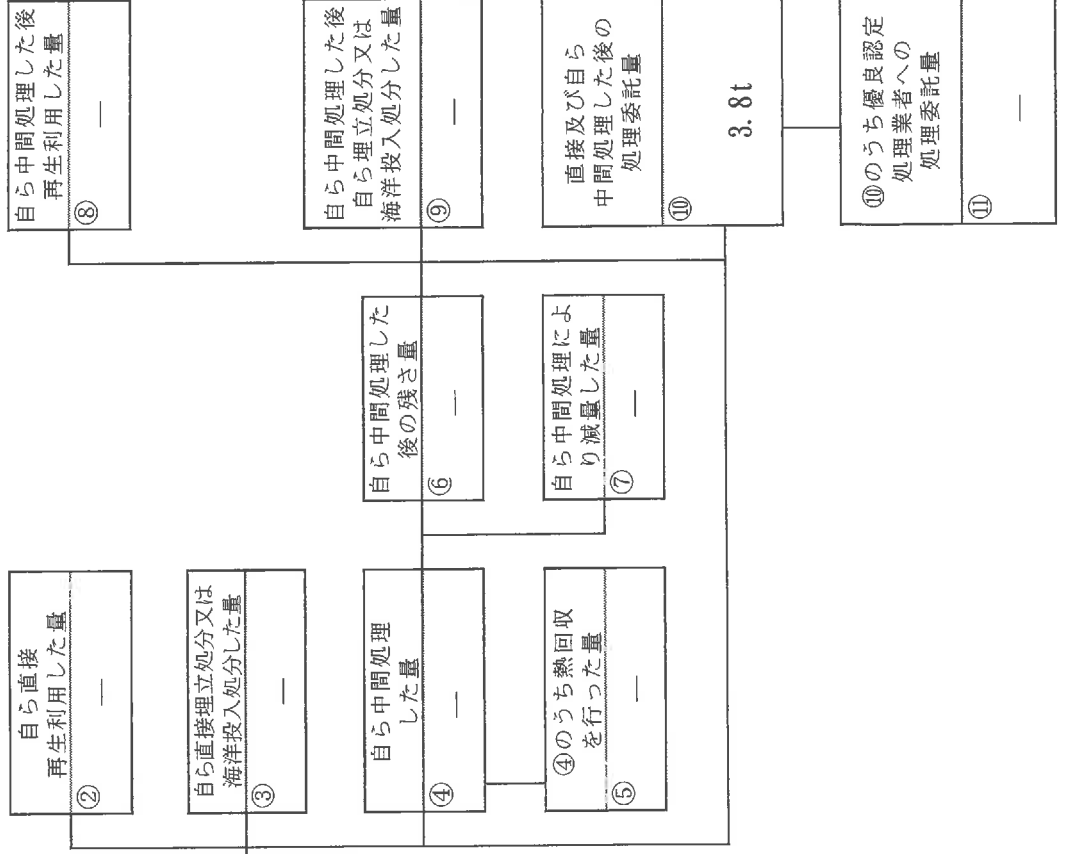 自ら直接
再生利用した量
②
—
自ら直接埋立処分又は
海洋投入処分した量
③
—
自ら中間処理
した量
④
—
④のうち熱回収
を行った量
⑤
—
自ら中間処理した
後の残さ量
⑥
—
自ら中間処理によ
り減量した量
⑦
—
自ら中間処理した後
再生利用した量
⑧
—
自ら中間処理した後
自ら埋立処分又は
海洋投入処分した量
⑨
—
直接及び自ら
中間処理した後の
処理委託量
⑩
3.8t
⑩のうち優良認定
処理業者への
処理委託量
⑪
—